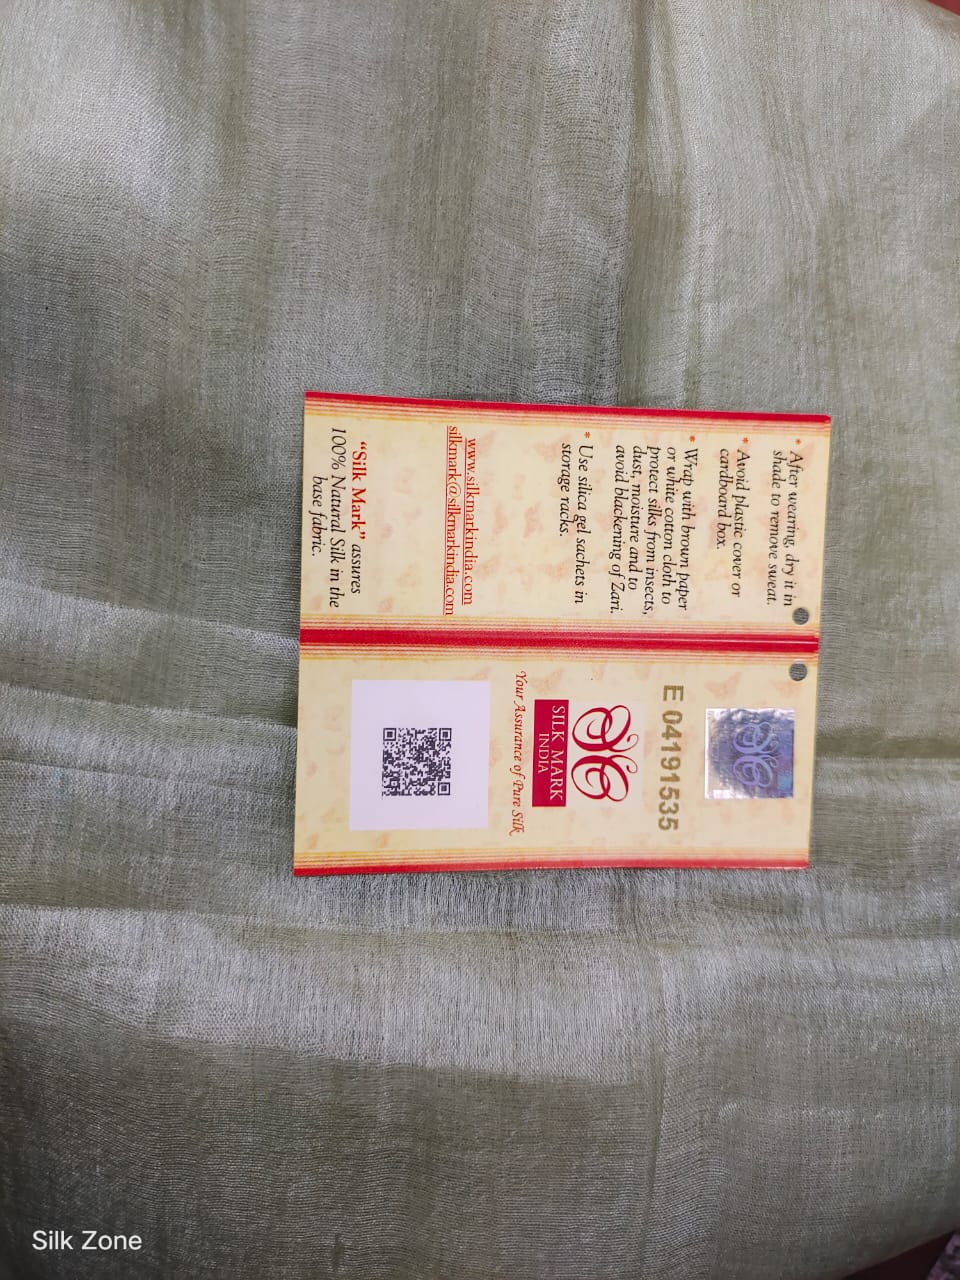 * After wearing, dry it in
shade to remove sweat.
* Avoid plastic cover or
cardboard box.
* Wrap with brown paper
or white cotton cloth to
protect silks from insects,
dust, moisture and to
avoid blackening of Zari.
* Use silica gel sachets in
storage racks.
www.silkmarkindia.com
silkmark@silkmarkindia.com
"Silk Mark" assures
100% Natural Silk in the
base fabric.
E 04191535
SILK MARK
INDIA
Your Assurance of Pure Silk
Silk Zone